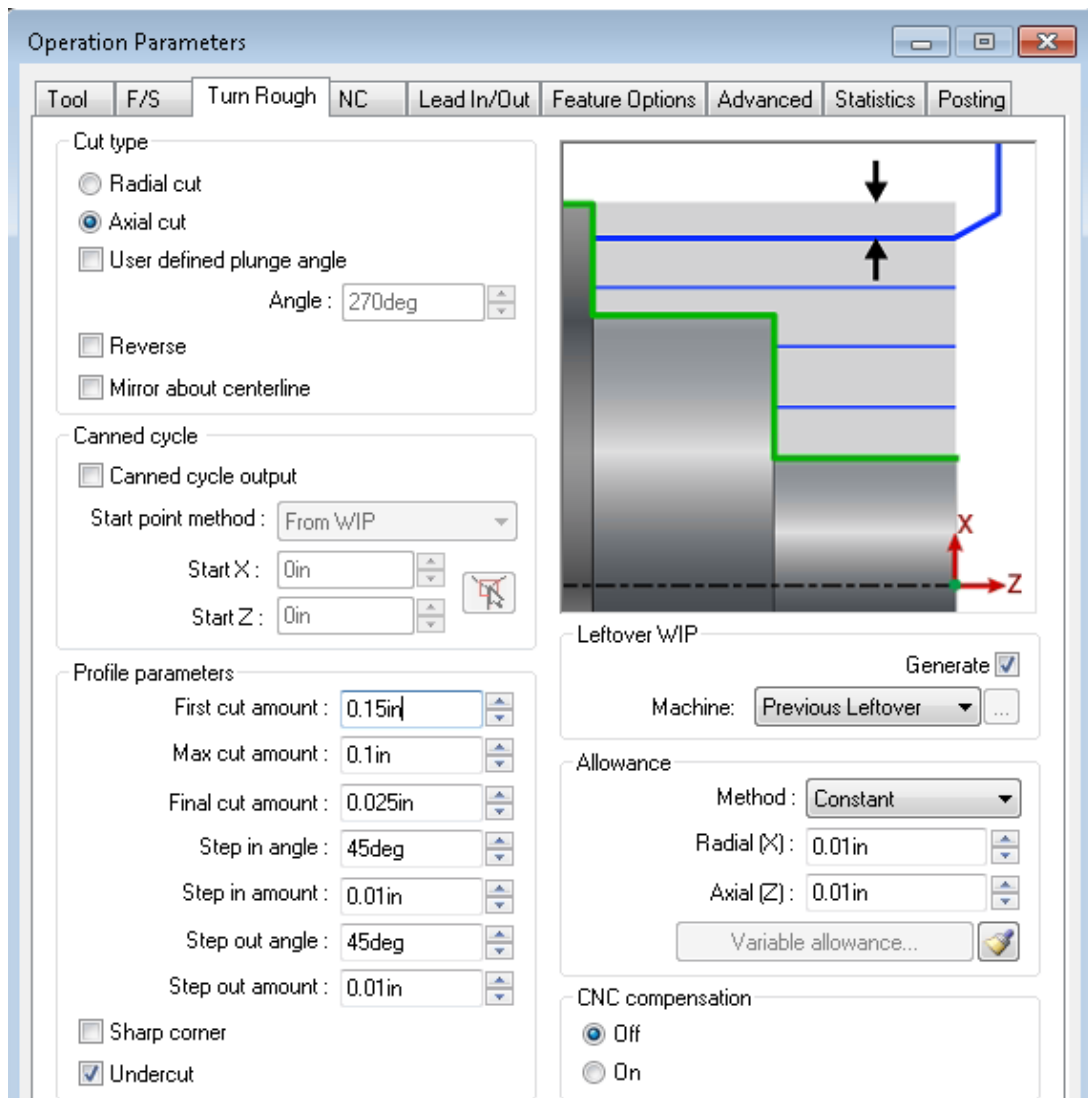 Operation Parameters
Tool F/S Turn Rough NC Lead In/Out Feature Options Advanced Statistics Posting
Cut type
Radial cut
Axial cut
User defined plunge angle
Angle : 270deg
Reverse
Mirror about centerline
Canned cycle
Canned cycle output
Start point method : From WIP
Start X : 0in
Start Z : 0in
Profile parameters
First cut amount : 0.15in
Max cut amount : 0.1in
Final cut amount : 0.025in
Step in angle : 45deg
Step in amount : 0.01in
Step out angle : 45deg
Step out amount : 0.01in
Sharp corner
Undercut
X
Z
Leftover WIP
Generate
Machine: Previous Leftover ...
Allowance
Method : Constant
Radial (X) : 0.01in
Axial (Z) : 0.01in
Variable allowance...
CNC compensation
Off
On